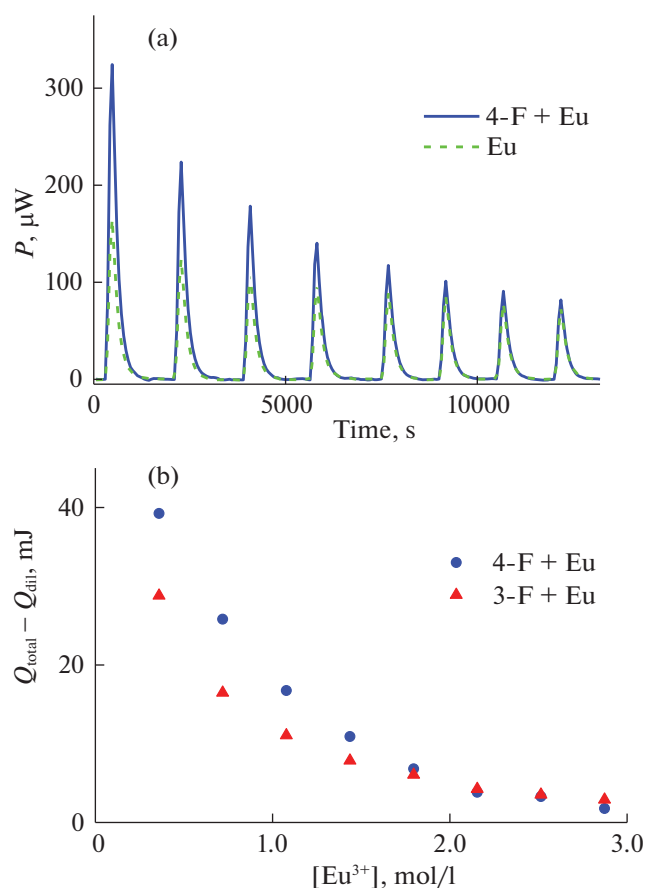 (a)
300
200
100
0
P, μW
4-F + Eu
Eu
0 5000 10000
Time, s
(b)
40
20
0
Q_total – Q_dil, mJ
4-F + Eu
3-F + Eu
0 1.0 2.0 3.0
[Eu³⁺], mol/l